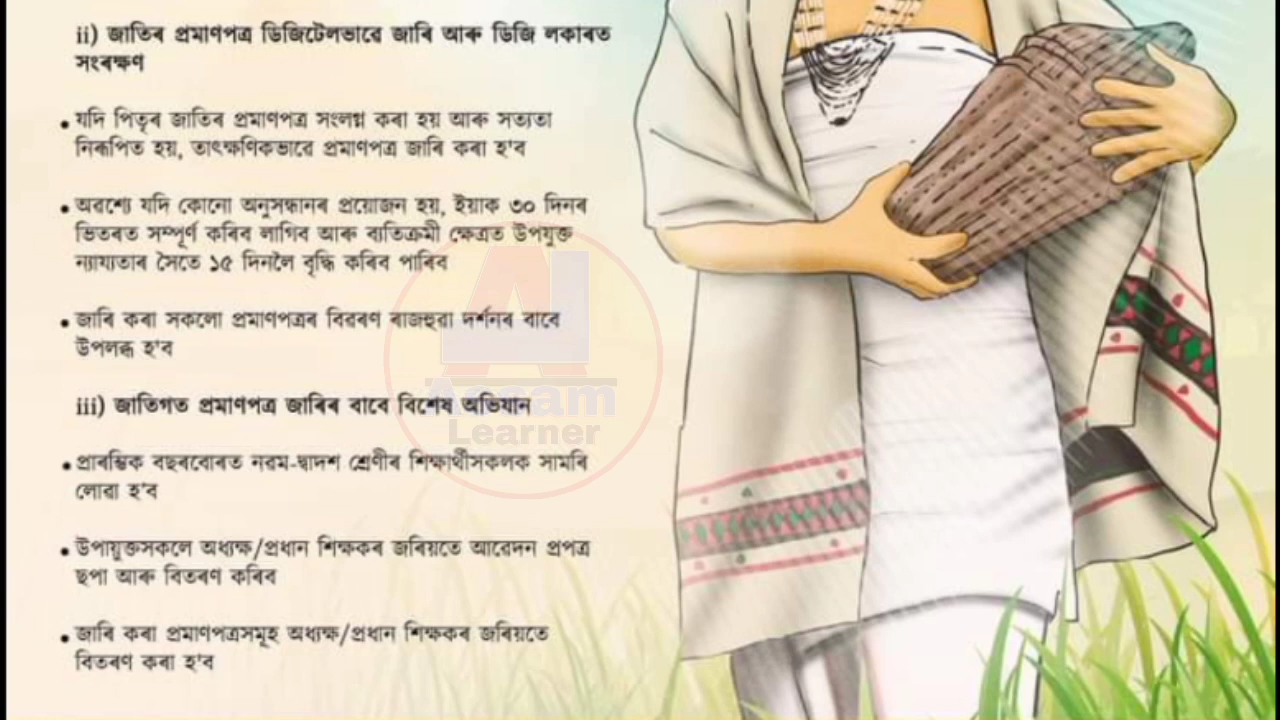 ii) জাতিৰ প্ৰমাণপত্ৰ ডিজিটেলভাৱে জাৰি আৰু ডিজি লকাৰত
সংৰক্ষণ
• যদি পিতৃৰ জাতিৰ প্ৰমাণপত্ৰ সংলগ্ন কৰা হয় আৰু সত্যতা
নিৰূপিত হয়, তাৎক্ষণিকভাৱে প্ৰমাণপত্ৰ জাৰি কৰা হ'ব
• অৱশ্যে যদি কোনো অনুসন্ধানৰ প্ৰয়োজন হয়, ইয়াক ৩০ দিনৰ
ভিতৰত সম্পূৰ্ণ কৰিব লাগিব আৰু ব্যতিক্ৰমী ক্ষেত্ৰত উপযুক্ত
ন্যায্যতাৰ সৈতে ১৫ দিনলৈ বৃদ্ধি কৰিব পাৰিব
• জাৰি কৰা সকলো প্ৰমাণপত্ৰৰ বিৱৰণ ৰাজহুৱা দৰ্শনৰ বাবে
উপলব্ধ হ'ব
iii) জাতিগত প্ৰমাণপত্ৰ জাৰিৰ বাবে বিশেষ অভিযান
• প্ৰাৰম্ভিক বছৰবোৰত নৱম-দ্বাদশ শ্ৰেণীৰ শিক্ষাৰ্থীসকলক সামৰি
লোৱা হ'ব
• উপায়ুক্তসকলে অধ্যক্ষ/প্ৰধান শিক্ষকৰ জৰিয়তে আৱেদন প্ৰপত্ৰ
ছপা আৰু বিতৰণ কৰিব
• জাৰি কৰা প্ৰমাণপত্ৰসমূহ অধ্যক্ষ/প্ৰধান শিক্ষকৰ জৰিয়তে
বিতৰণ কৰা হ'ব
AL
Assam
Learner